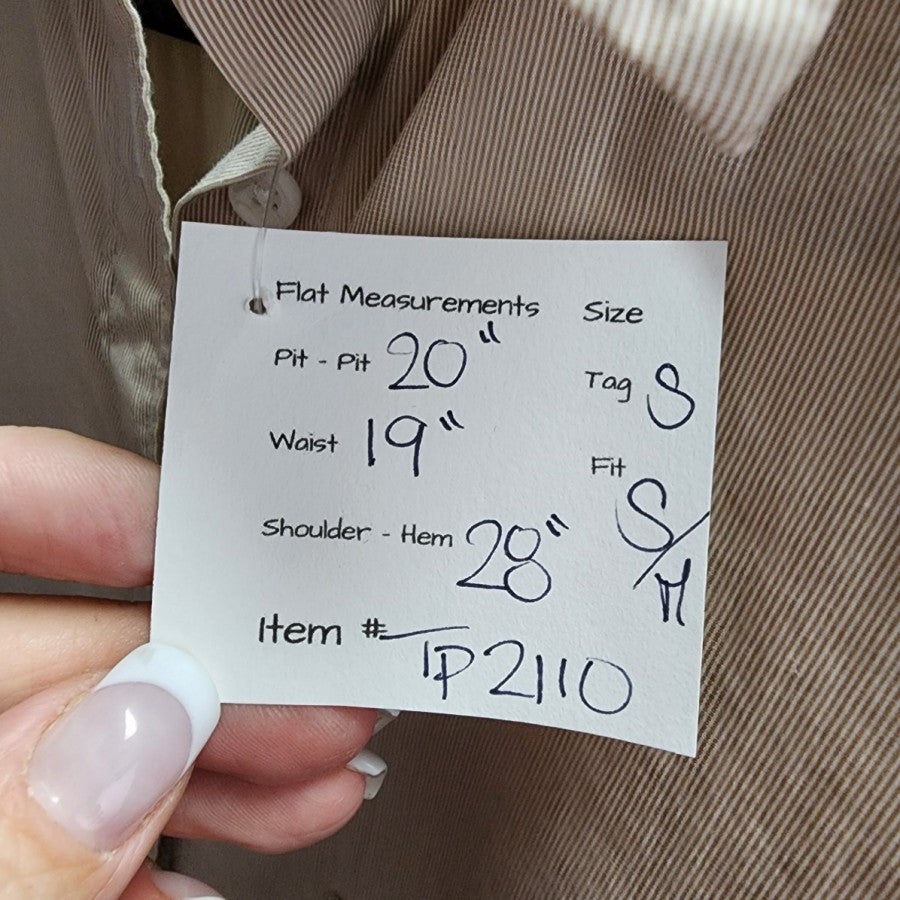 Flat Measurements
Pit - Pit 20"
Waist 19"
Shoulder - Hem 28"
Item # TP2110
Size
Tag S
Fit
S/M